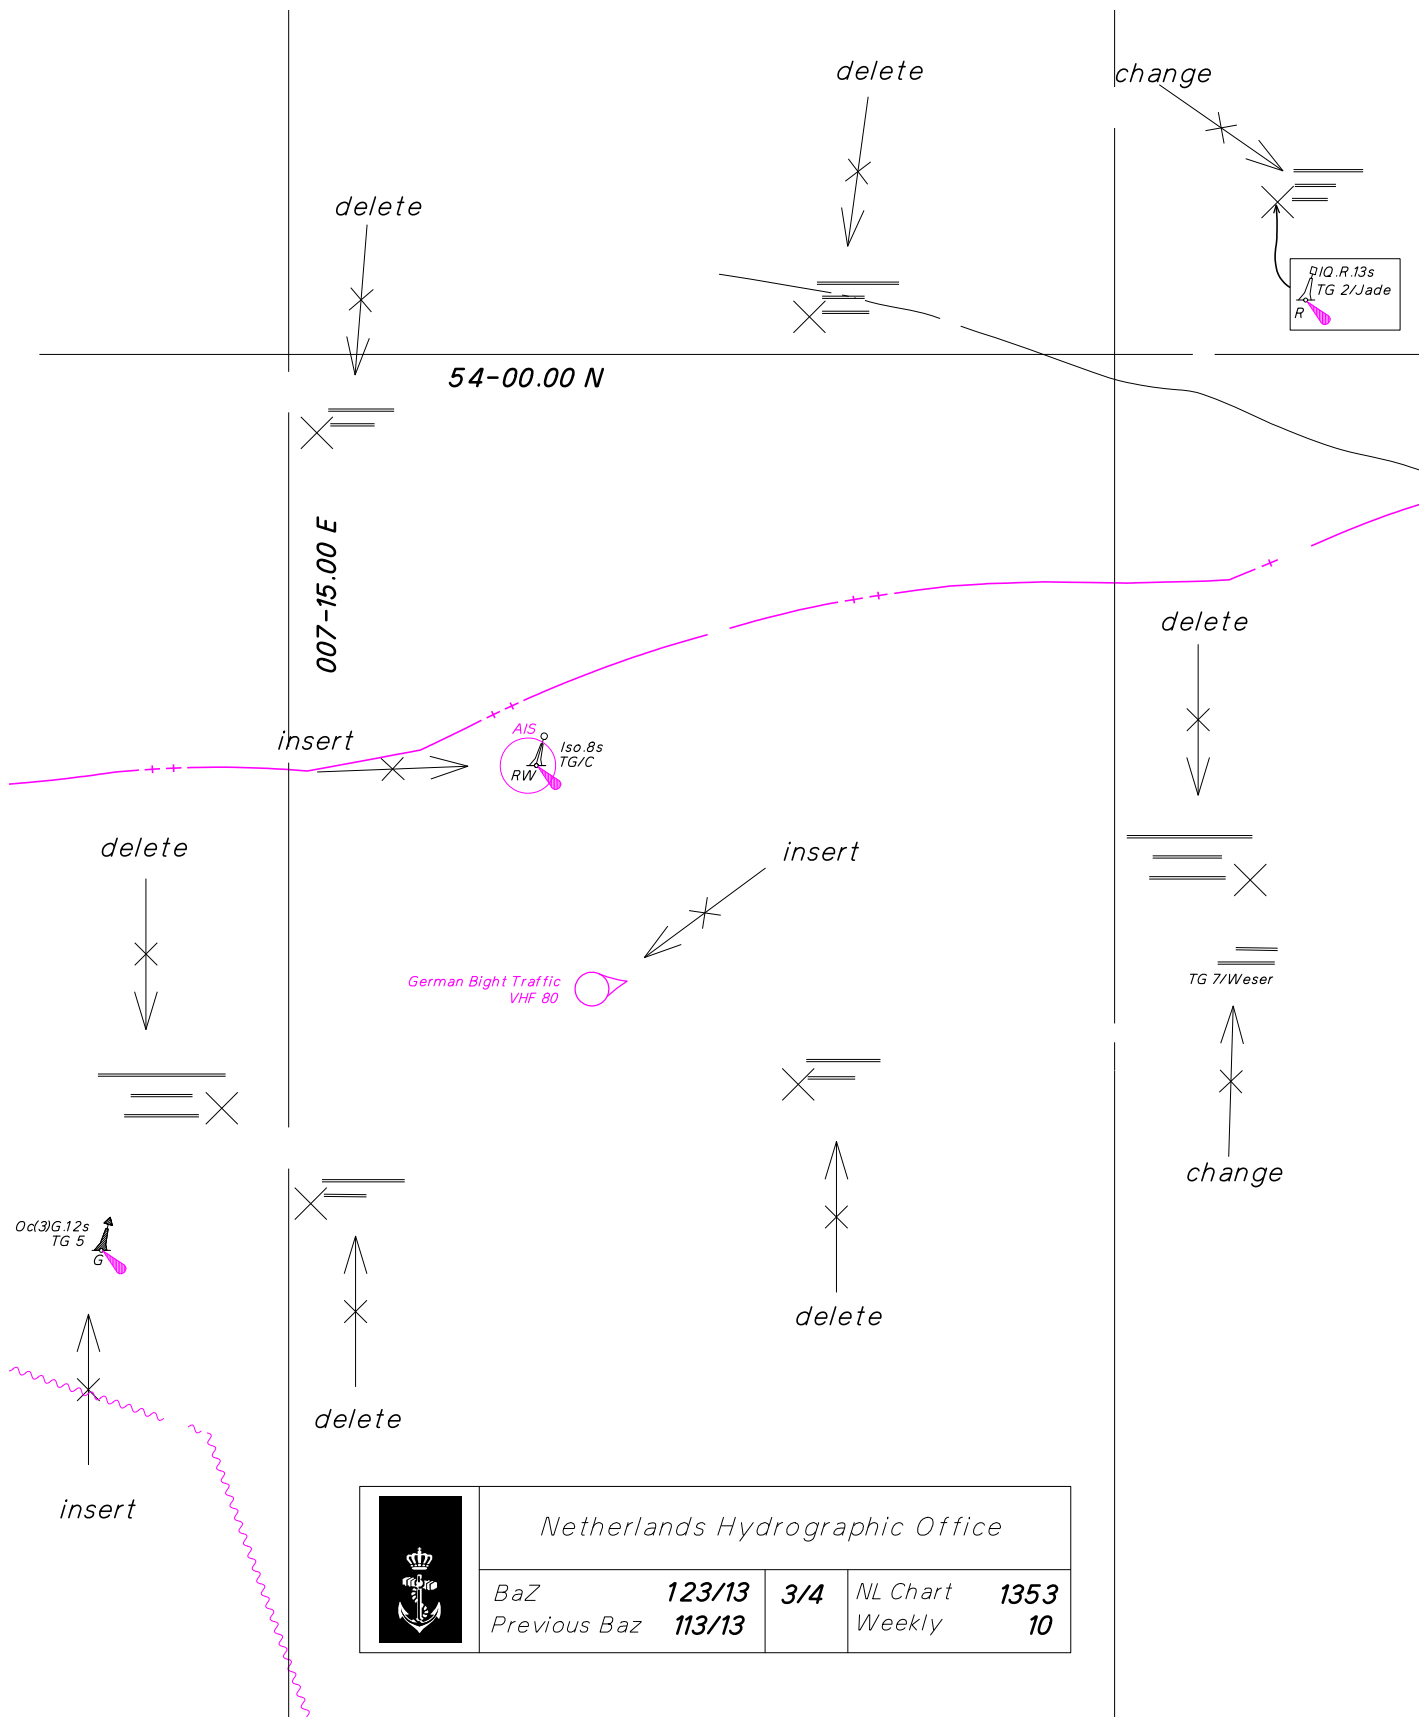 delete
change
delete
IQ.R.13s
TG 2/Jade
R
54-00.00 N
007-15.00 E
delete
insert
AIS
Iso.8s
TG/C
RW
delete
insert
German Bight Traffic
VHF 80
TG 7/Weser
change
Oc(3)G.12s
TG 5
G
delete
delete
insert
Netherlands Hydrographic Office
BaZ 123/13 3/4 NL Chart 1353
Previous Baz 113/13 Weekly 10